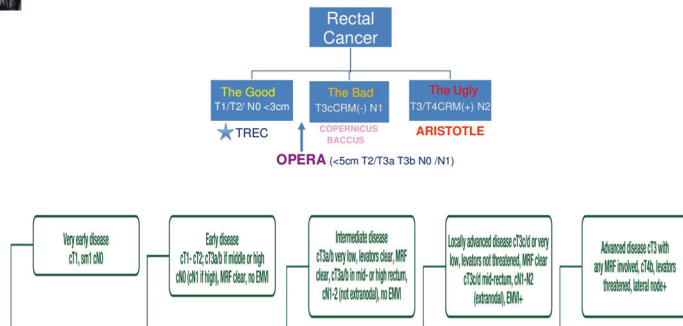 Rectal
Cancer
The Good
T1/T2/ N0 <3cm
The Bad
T3cCRM(-) N1
The Ugly
T3/T4CRM(+) N2
TREC
COPERNICUS
BACCUS
ARISTOTLE
OPERA (<5cm T2/T3a T3b N0 /N1)
Very early disease
cT1, sm1 cN0
Early disease
cT1- cT2; cT3a/b if middle or high
cN0 (cN1 if high), MRF clear, no EMVI
Intermediate disease
cT3a/b very low, levators clear, MRF
clear, cT3a/b in mid- or high rectum,
cN1-2 (not extranodal), no EMVI
Locally advanced disease cT3c/d or very
low, levators not threatened, MRF clear
cT3c/d mid-rectum, cN1-N2
(extranodal), EMVI+
Advanced disease cT3 with
any MRF involved, cT4b, levators
threatened, lateral node+